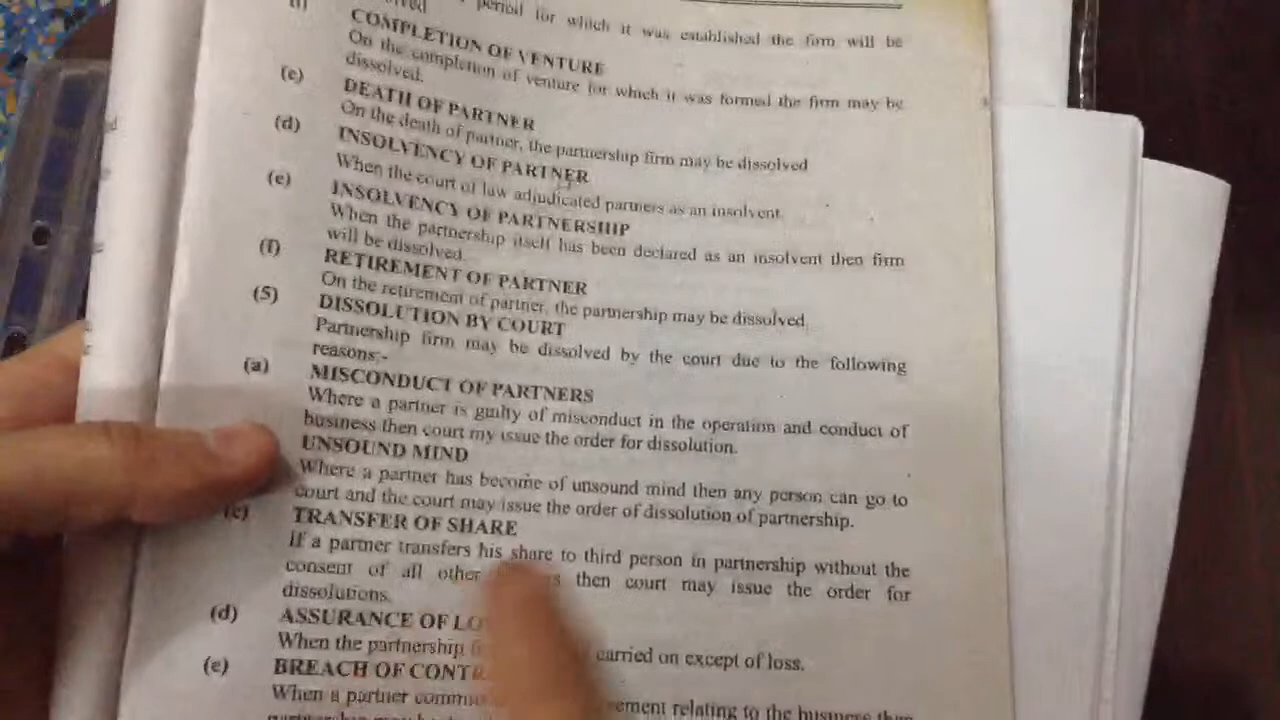 period for which it was established the firm will be
COMPLETION OF VENTURE
On the completion of venture for which it was formed the firm may be
dissolved.
(c) DEATH OF PARTNER
On the death of partner, the partnership firm may be dissolved
(d) INSOLVENCY OF PARTNER
When the court of law adjudicated partners as an insolvent.
(e) INSOLVENCY OF PARTNERSHIP
When the partnership itself has been declared as an insolvent then firm
will be dissolved.
(f) RETIREMENT OF PARTNER
On the retirement of partner, the partnership may be dissolved.
(5) DISSOLUTION BY COURT
Partnership firm may be dissolved by the court due to the following
reasons:-
(a) MISCONDUCT OF PARTNERS
Where a partner is guilty of misconduct in the operation and conduct of
business then court my issue the order for dissolution.
UNSOUND MIND
Where a partner has become of unsound mind then any person can go to
court and the court may issue the order of dissolution of partnership.
(c) TRANSFER OF SHARE
IF a partner transfers his share to third person in partnership without the
consent of all other then court may issue the order for
dissolutions.
(d) ASSURANCE OF
When the partnership carried on except of loss.
(e) BREACH OF
When a partner relating to the business